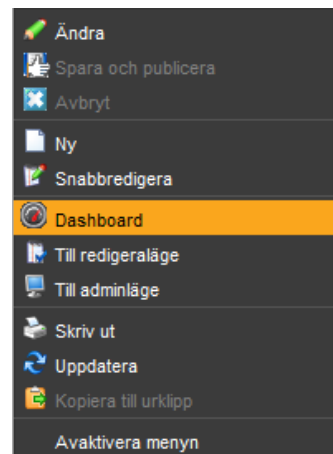 Ändra
Spara och publicera
Avbryt
Ny
Snabbredigera
Dashboard
Till redigeraläge
Till adminläge
Skriv ut
Uppdatera
Kopiera till urklipp
Avaktivera menyn